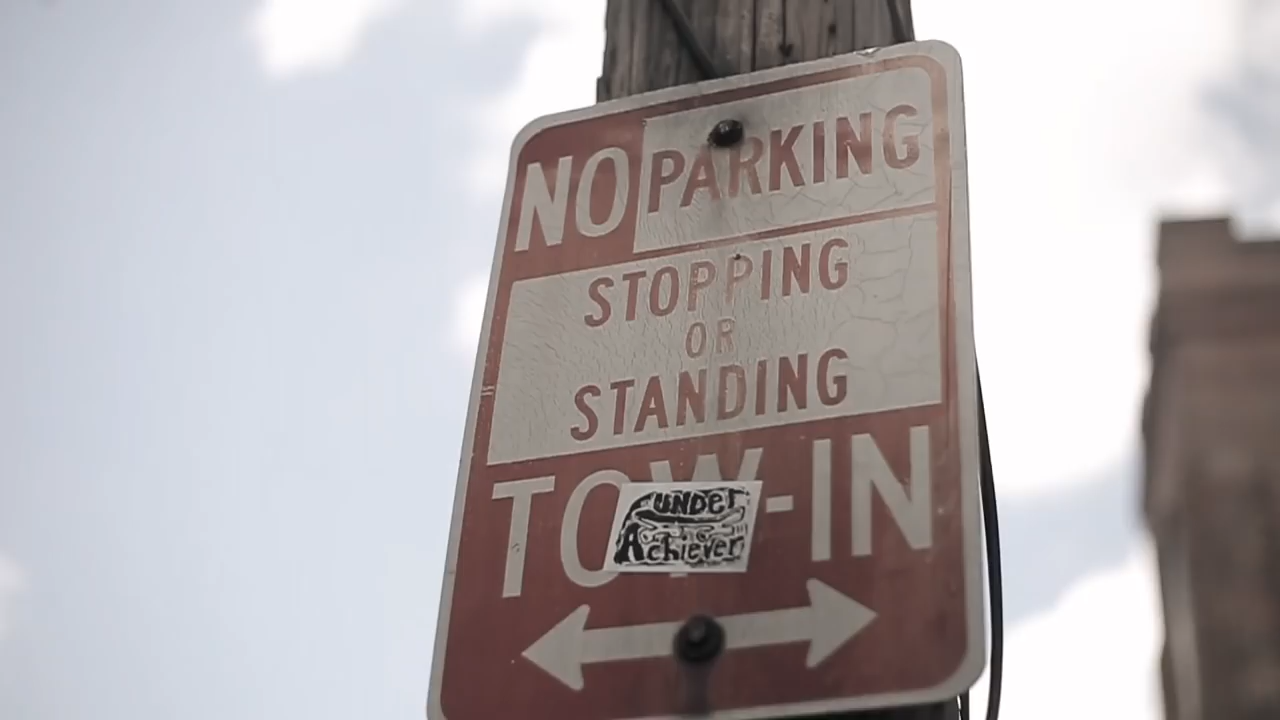 NO PARKING
STOPPING
OR
STANDING
TOW-IN
UNDER
Achiever